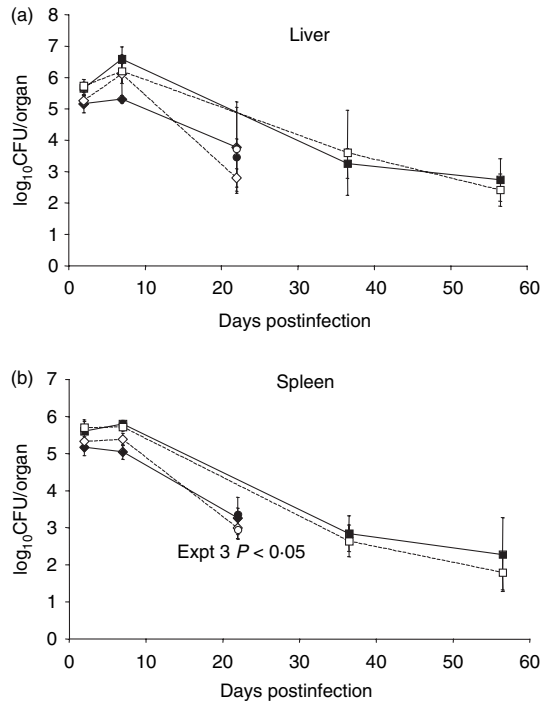 (a)
Liver
8
7
6
5
4
3
2
1
0
log10CFU/organ
0 10 20 30 40 50 60
Days postinfection
(b)
Spleen
7
6
5
4
3
2
1
0
log10CFU/organ
Expt 3 P < 0·05
0 10 20 30 40 50 60
Days postinfection